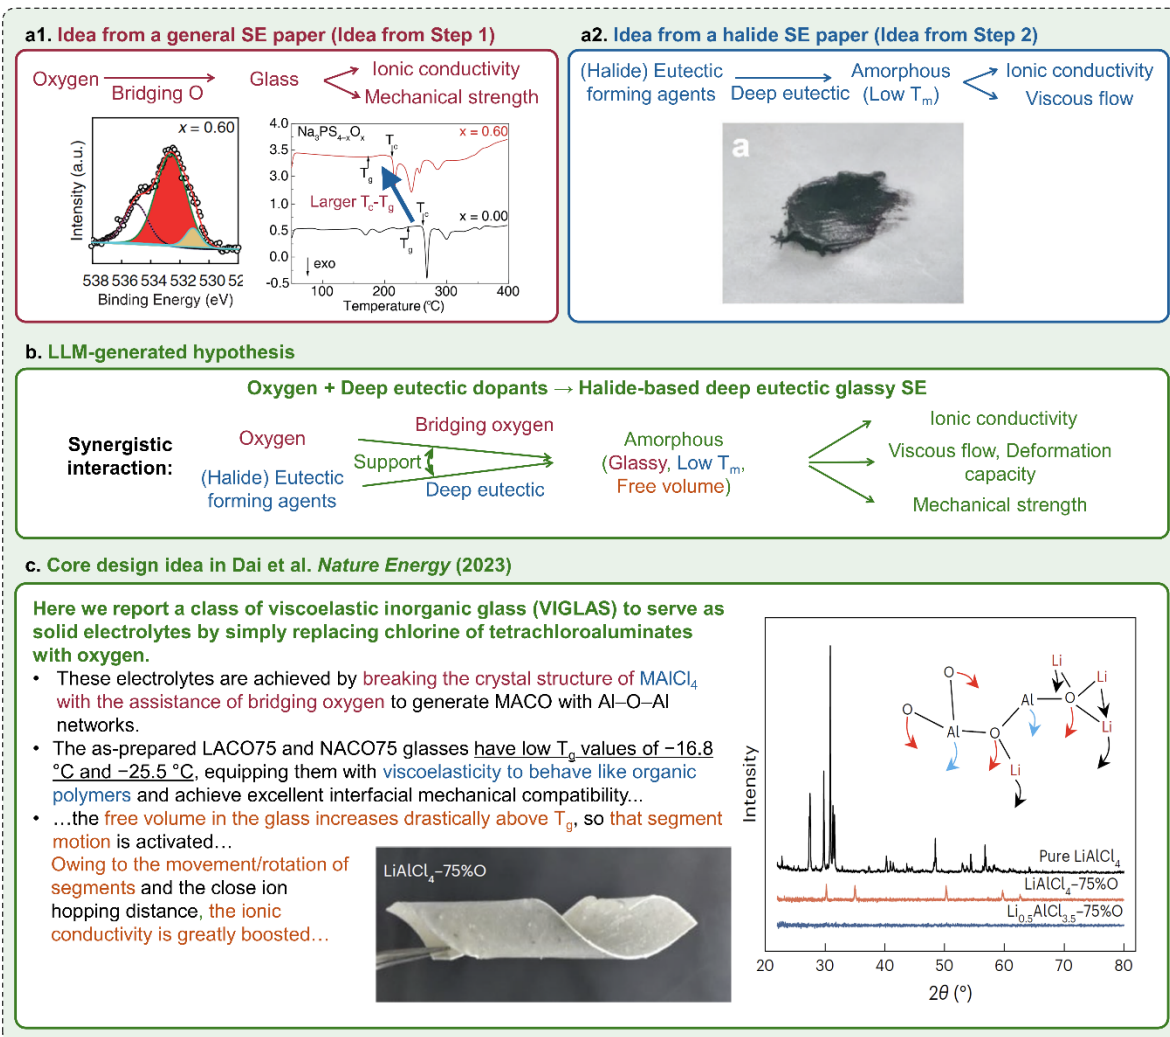 a1. Idea from a general SE paper (Idea from Step 1)
Oxygen
Bridging O
Glass
Ionic conductivity
Mechanical strength
x = 0.60
Intensity (a.u.)
538 536 534 532 530 52
Binding Energy (eV)
Na₃PS₄₋ₓOₓ
x = 0.60
T_c
T_g
Larger T_c-T_g
T_c
x = 0.00
T_g
exo
4.0
3.5
3.0
0.5
0.0
-0.5
100 200 300 400
Temperature (°C)
a2. Idea from a halide SE paper (Idea from Step 2)
(Halide) Eutectic
forming agents
Deep eutectic
Amorphous
(Low Tₘ)
Ionic conductivity
Viscous flow
a
b. LLM-generated hypothesis
Oxygen + Deep eutectic dopants → Halide-based deep eutectic glassy SE
Synergistic
interaction:
Oxygen
(Halide) Eutectic
forming agents
Bridging oxygen
Support
Deep eutectic
Amorphous
(Glassy, Low Tₘ,
Free volume)
Ionic conductivity
Viscous flow, Deformation
capacity
Mechanical strength
c. Core design idea in Dai et al. Nature Energy (2023)
Here we report a class of viscoelastic inorganic glass (VIGLAS) to serve as
solid electrolytes by simply replacing chlorine of tetrachloroaluminates
with oxygen.
• These electrolytes are achieved by breaking the crystal structure of MAlCl₄
with the assistance of bridging oxygen to generate MACO with Al–O–Al
networks.
• The as-prepared LACO75 and NACO75 glasses have low T_g values of −16.8
°C and −25.5 °C, equipping them with viscoelasticity to behave like organic
polymers and achieve excellent interfacial mechanical compatibility...
• …the free volume in the glass increases drastically above T_g, so that segment
motion is activated…
Owing to the movement/rotation of
segments and the close ion
hopping distance, the ionic
conductivity is greatly boosted…
LiAlCl₄–75%O
Intensity
O
O
Al
O
Li
Al
O
Li
Li
Li
Pure LiAlCl₄
LiAlCl₄–75%O
Li₀.₅AlCl₃.₅–75%O
20 30 40 50 60 70 80
2θ (°)